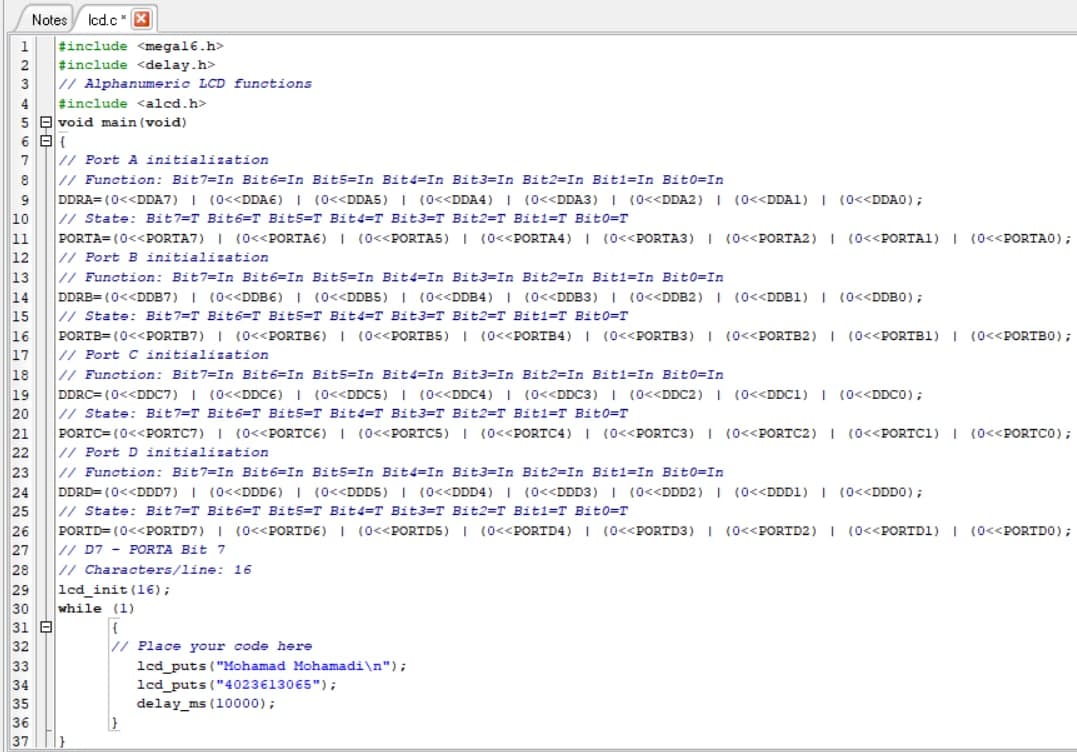 Notes lcd.c *
1 #include <mega16.h>
2 #include <delay.h>
3 // Alphanumeric LCD functions
4 #include <alcd.h>
5 void main(void)
6 {
7 // Port A initialization
8 // Function: Bit7=In Bit6=In Bit5=In Bit4=In Bit3=In Bit2=In Bit1=In Bit0=In
9 DDRA=(0<<DDA7) | (0<<DDA6) | (0<<DDA5) | (0<<DDA4) | (0<<DDA3) | (0<<DDA2) | (0<<DDA1) | (0<<DDA0);
10 // State: Bit7=T Bit6=T Bit5=T Bit4=T Bit3=T Bit2=T Bit1=T Bit0=T
11 PORTA=(0<<PORTA7) | (0<<PORTA6) | (0<<PORTA5) | (0<<PORTA4) | (0<<PORTA3) | (0<<PORTA2) | (0<<PORTA1) | (0<<PORTA0);
12 // Port B initialization
13 // Function: Bit7=In Bit6=In Bit5=In Bit4=In Bit3=In Bit2=In Bit1=In Bit0=In
14 DDRB=(0<<DDB7) | (0<<DDB6) | (0<<DDB5) | (0<<DDB4) | (0<<DDB3) | (0<<DDB2) | (0<<DDB1) | (0<<DDB0);
15 // State: Bit7=T Bit6=T Bit5=T Bit4=T Bit3=T Bit2=T Bit1=T Bit0=T
16 PORTB=(0<<PORTB7) | (0<<PORTB6) | (0<<PORTB5) | (0<<PORTB4) | (0<<PORTB3) | (0<<PORTB2) | (0<<PORTB1) | (0<<PORTB0);
17 // Port C initialization
18 // Function: Bit7=In Bit6=In Bit5=In Bit4=In Bit3=In Bit2=In Bit1=In Bit0=In
19 DDRC=(0<<DDC7) | (0<<DDC6) | (0<<DDC5) | (0<<DDC4) | (0<<DDC3) | (0<<DDC2) | (0<<DDC1) | (0<<DDC0);
20 // State: Bit7=T Bit6=T Bit5=T Bit4=T Bit3=T Bit2=T Bit1=T Bit0=T
21 PORTC=(0<<PORTC7) | (0<<PORTC6) | (0<<PORTC5) | (0<<PORTC4) | (0<<PORTC3) | (0<<PORTC2) | (0<<PORTC1) | (0<<PORTC0);
22 // Port D initialization
23 // Function: Bit7=In Bit6=In Bit5=In Bit4=In Bit3=In Bit2=In Bit1=In Bit0=In
24 DDRD=(0<<DDD7) | (0<<DDD6) | (0<<DDD5) | (0<<DDD4) | (0<<DDD3) | (0<<DDD2) | (0<<DDD1) | (0<<DDD0);
25 // State: Bit7=T Bit6=T Bit5=T Bit4=T Bit3=T Bit2=T Bit1=T Bit0=T
26 PORTD=(0<<PORTD7) | (0<<PORTD6) | (0<<PORTD5) | (0<<PORTD4) | (0<<PORTD3) | (0<<PORTD2) | (0<<PORTD1) | (0<<PORTD0);
27 // D7 - PORTA Bit 7
28 // Characters/line: 16
29 lcd_init(16);
30 while (1)
31 {
32 // Place your code here
33 lcd_puts("Mohamad Mohamadi\n");
34 lcd_puts("4023613065");
35 delay_ms(10000);
36 }
37 }